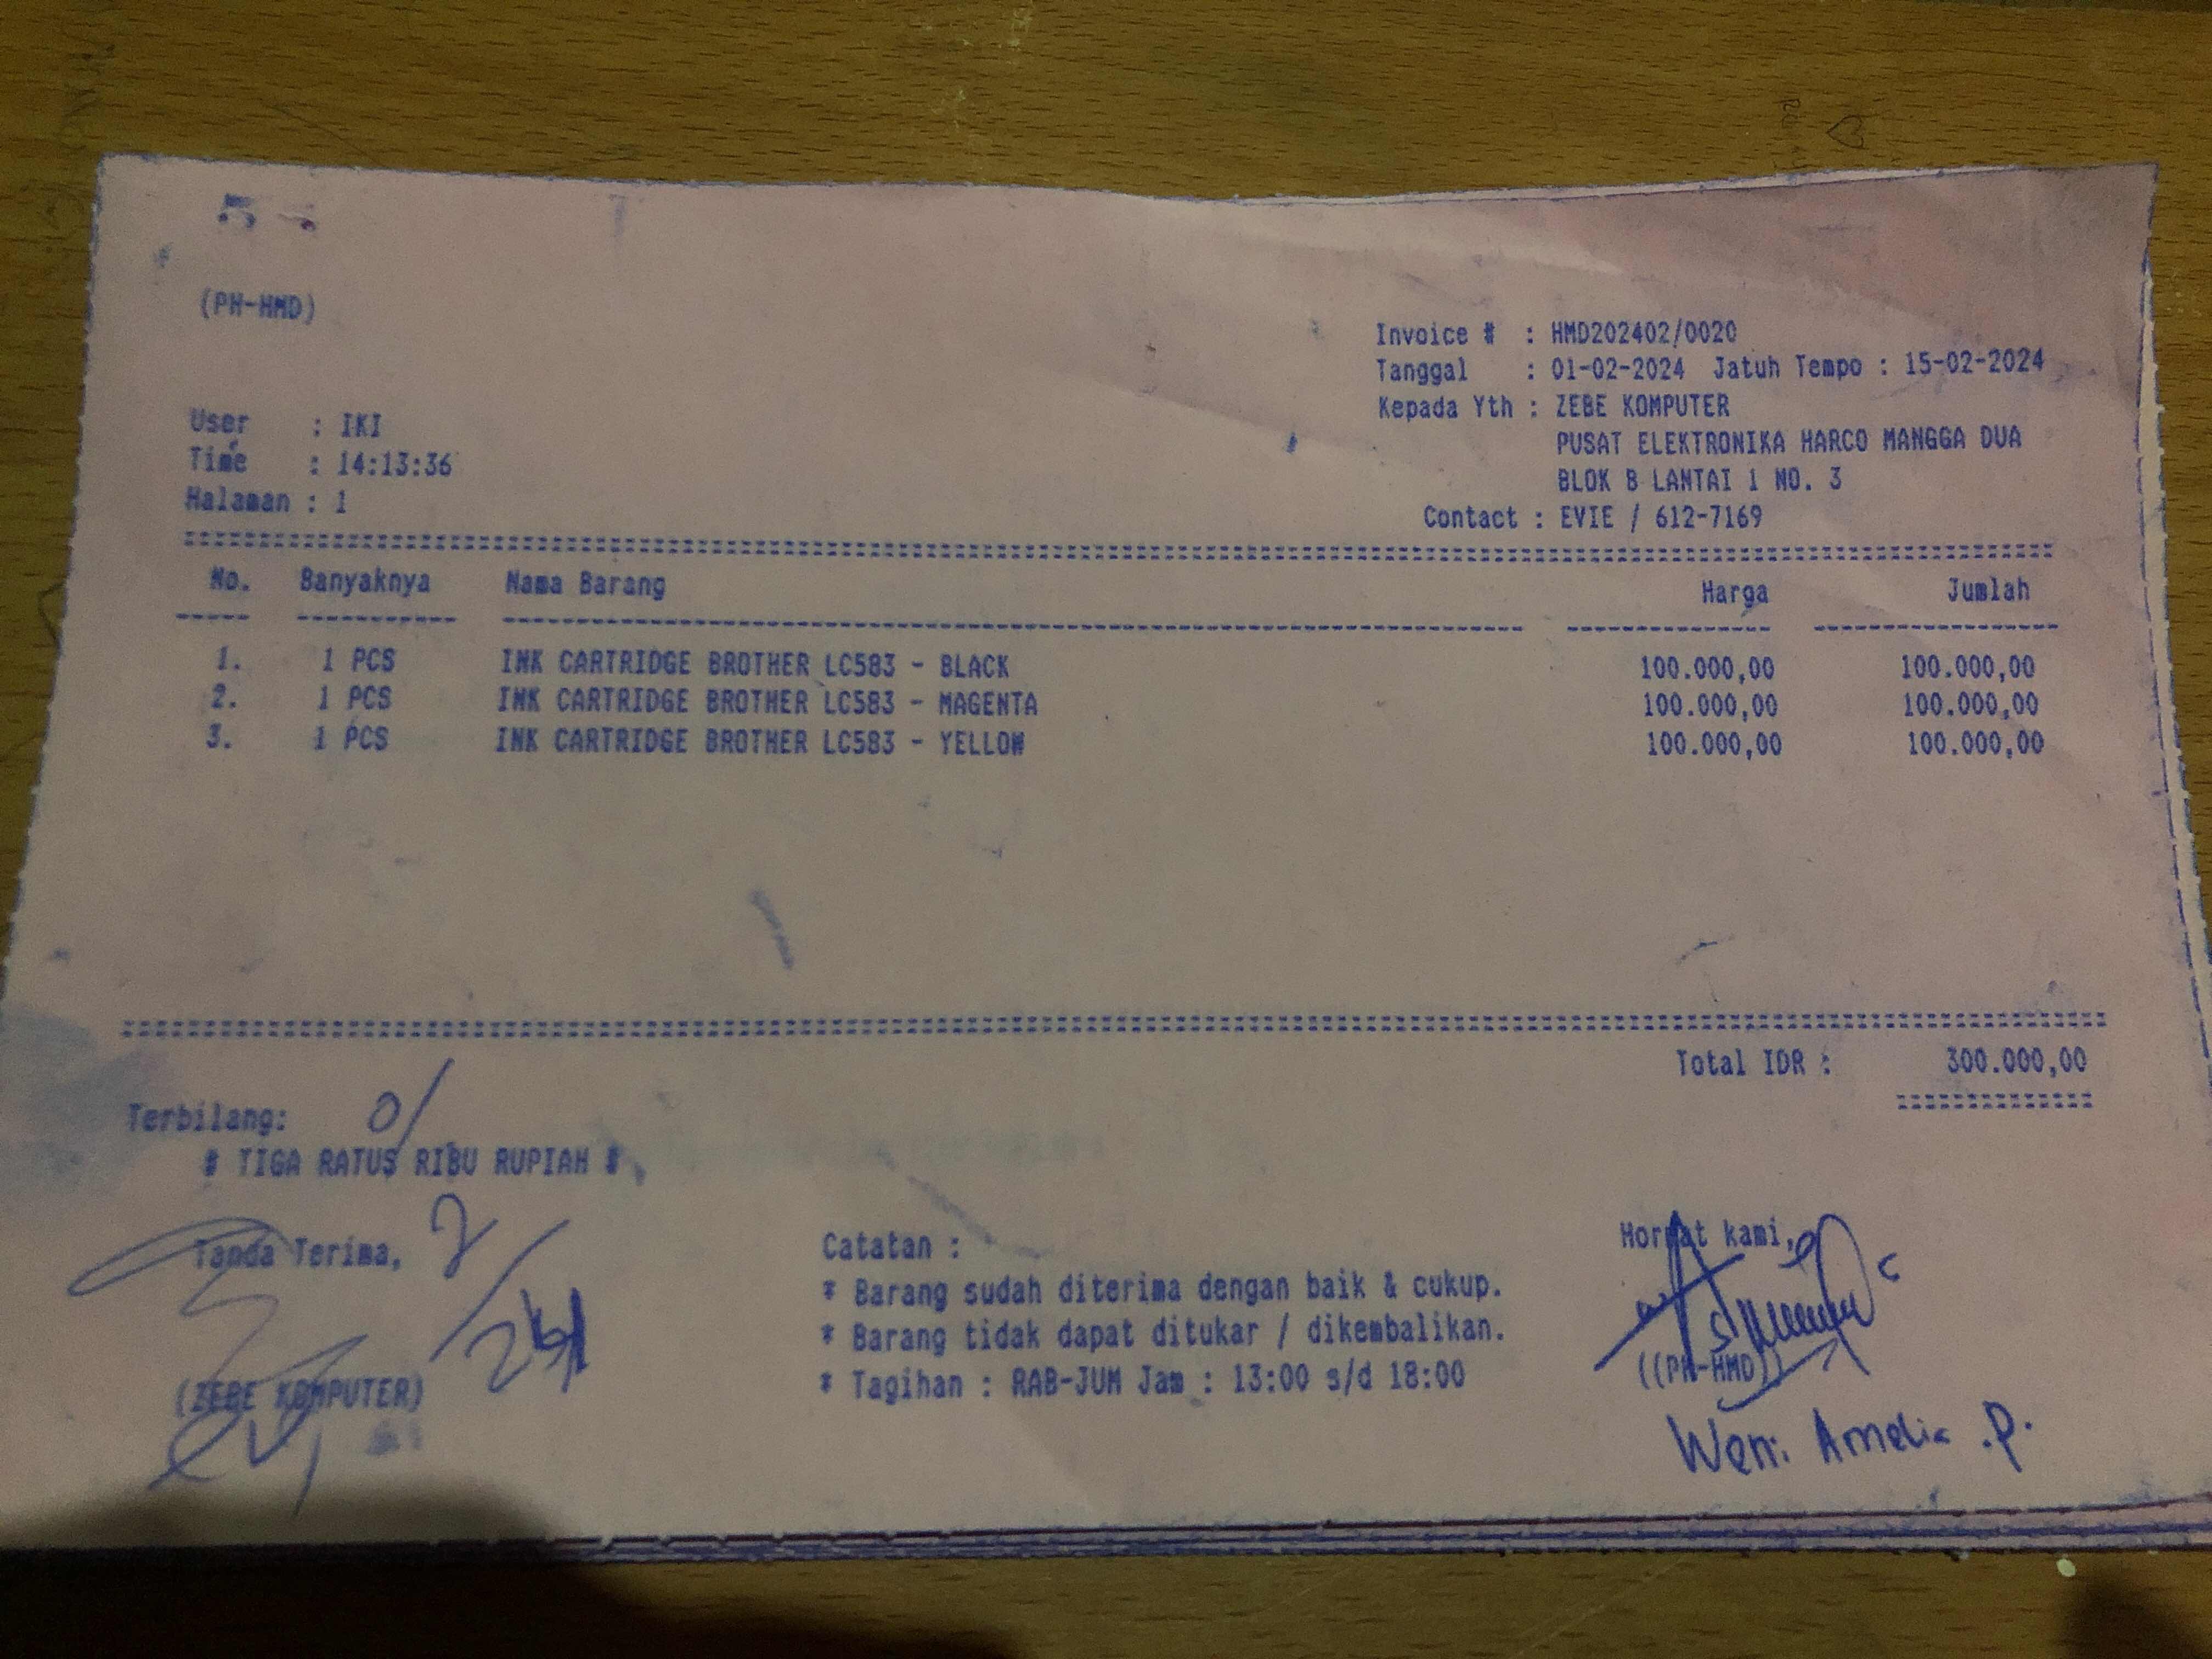 (PH-HMD)
Invoice # : HMD202402/0020
Tanggal : 01-02-2024 Jatuh Tempo : 15-02-2024
Kepada Yth : ZEBE KOMPUTER
PUSAT ELEKTRONIKA HARCO MANGGA DUA
BLOK B LANTAI 1 NO. 3
Contact : EVIE / 612-7169
User : IKI
Time : 14:13:36
Halaman : 1
No. Banyaknya Nama Barang Harga Jumlah
1. 1 PCS INK CARTRIDGE BROTHER LC583 - BLACK 100.000,00 100.000,00
2. 1 PCS INK CARTRIDGE BROTHER LC583 - MAGENTA 100.000,00 100.000,00
3. 1 PCS INK CARTRIDGE BROTHER LC583 - YELLOW 100.000,00 100.000,00
Total IDR : 300.000,00
Terbilang:
# TIGA RATUS RIBU RUPIAH #
Tanda Terima,
(ZEBE KOMPUTER)
Catatan :
* Barang sudah diterima dengan baik & cukup.
* Barang tidak dapat ditukar / dikembalikan.
* Tagihan : RAB-JUM Jam : 13:00 s/d 18:00
Hormat kami,
((PH-HMD))
Amelia .P.